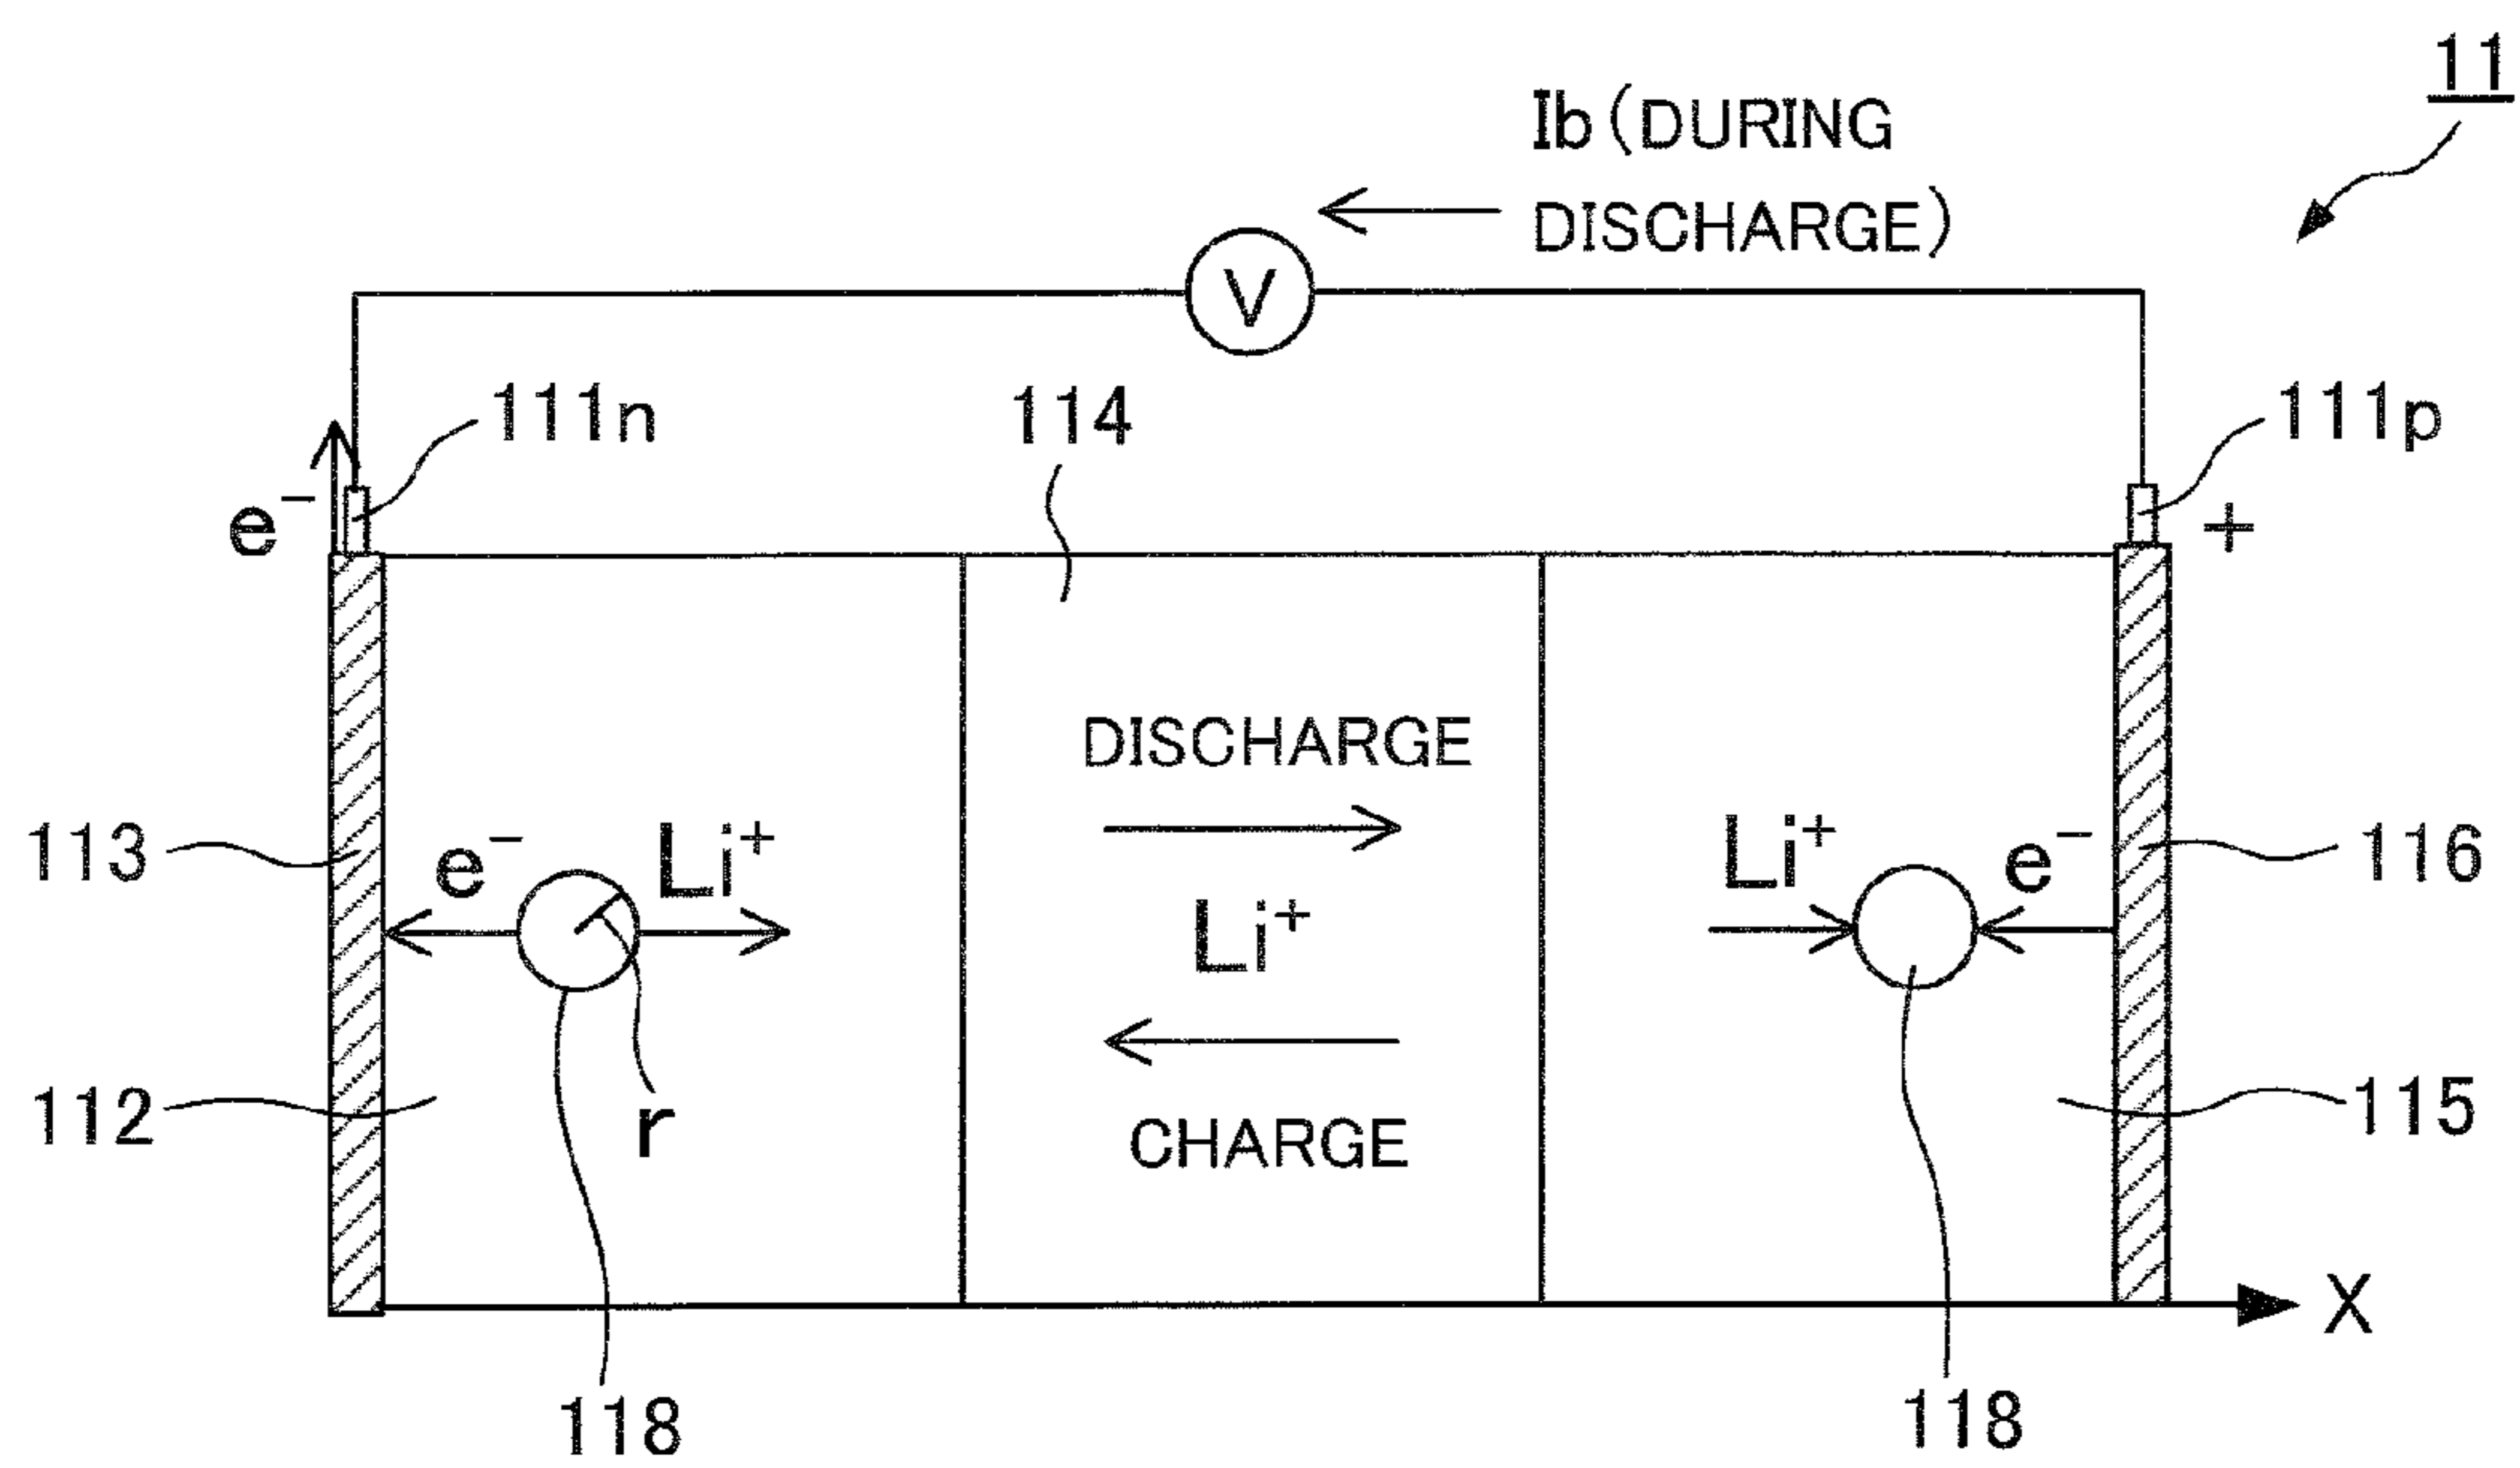 11
Ib (DURING
DISCHARGE)
V
111n
114
111p
e⁻
+
DISCHARGE
113
e⁻
Li⁺
Li⁺
e⁻
116
Li⁺
112
r
CHARGE
115
X
118
118